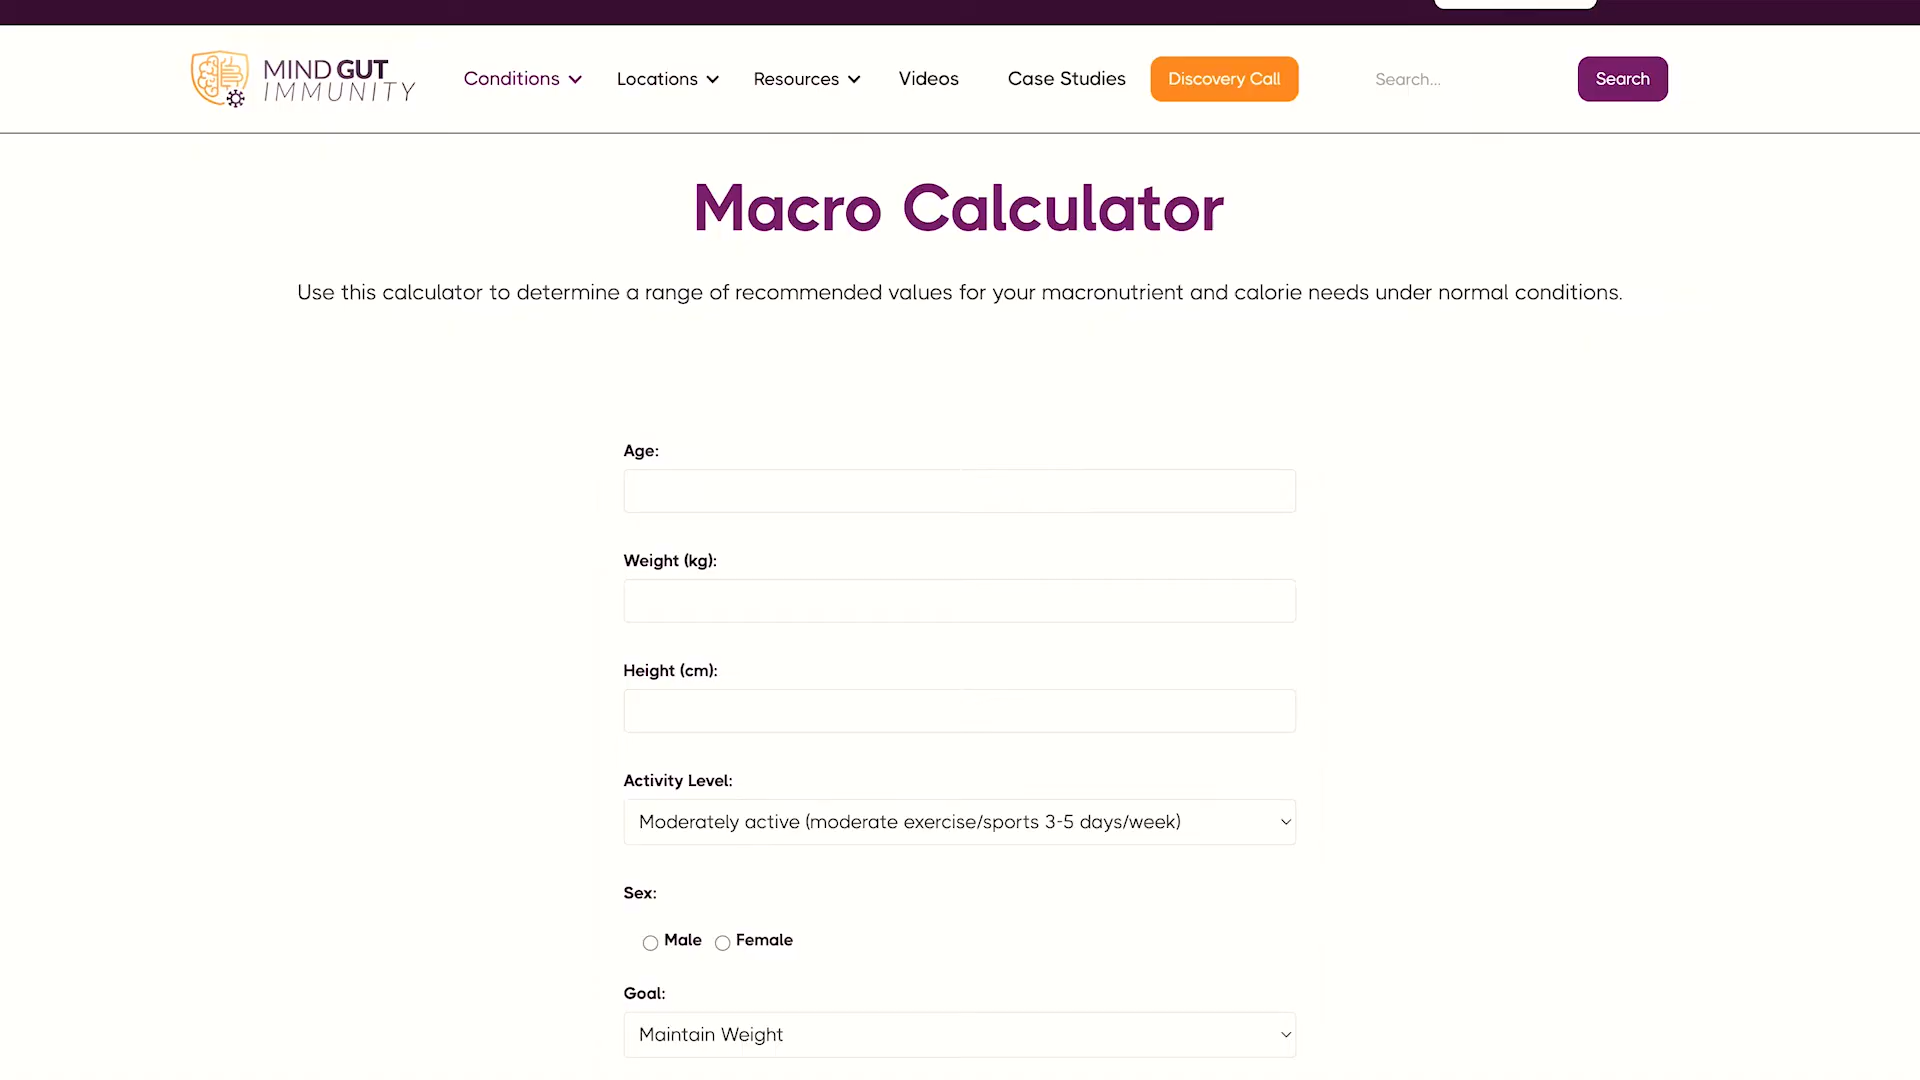 MIND GUT
IMMUNITY
Conditions
Locations
Resources
Videos
Case Studies
Discovery Call
Search...
Search
Macro Calculator
Use this calculator to determine a range of recommended values for your macronutrient and calorie needs under normal conditions.
Age:
Weight (kg):
Height (cm):
Activity Level:
Moderately active (moderate exercise/sports 3-5 days/week)
Sex:
Male Female
Goal:
Maintain Weight